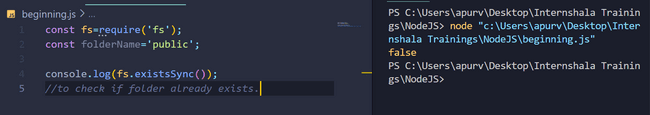 beginning.js > ...
1 const fs=require('fs');
2 const folderName='public';
3
4 console.log(fs.existsSync());
5 //to check if folder already exists.
PS C:\Users\apurv\Desktop\Internshala Trainin
gs\NodeJS> node "c:\Users\apurv\Desktop\Inter
nshala Trainings\NodeJS\beginning.js"
false
PS C:\Users\apurv\Desktop\Internshala Trainin
gs\NodeJS>